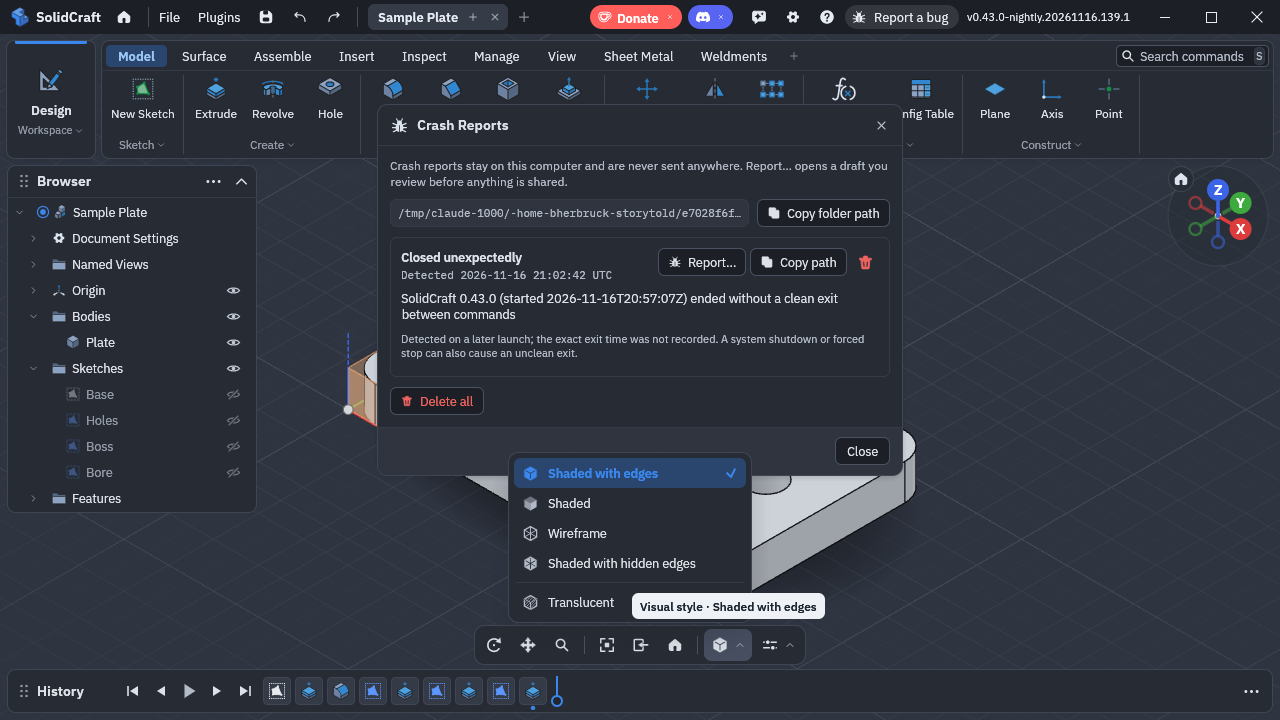 SolidCraft
File
Plugins
Sample Plate
Donate
Report a bug
v0.43.0-nightly.20261116.139.1
Design
Workspace
Model
Surface
Assemble
Insert
Inspect
Manage
View
Sheet Metal
Weldments
Search commands
S
New Sketch
Extrude
Revolve
Hole
nfig Table
Plane
Axis
Point
Sketch
Create
Construct
Browser
Sample Plate
Document Settings
Named Views
Origin
Bodies
Plate
Sketches
Base
Holes
Boss
Bore
Features
Crash Reports
Crash reports stay on this computer and are never sent anywhere. Report... opens a draft you
review before anything is shared.
/tmp/claude-1000/-home-bherbruck-storytold/e7028f6f…
Copy folder path
Closed unexpectedly
Detected 2026-11-16 21:02:42 UTC
Report...
Copy path
SolidCraft 0.43.0 (started 2026-11-16T20:57:07Z) ended without a clean exit
between commands
Detected on a later launch; the exact exit time was not recorded. A system shutdown or forced
stop can also cause an unclean exit.
Delete all
Close
Z
Y
X
Shaded with edges
Shaded
Wireframe
Shaded with hidden edges
Translucent
Visual style · Shaded with edges
History